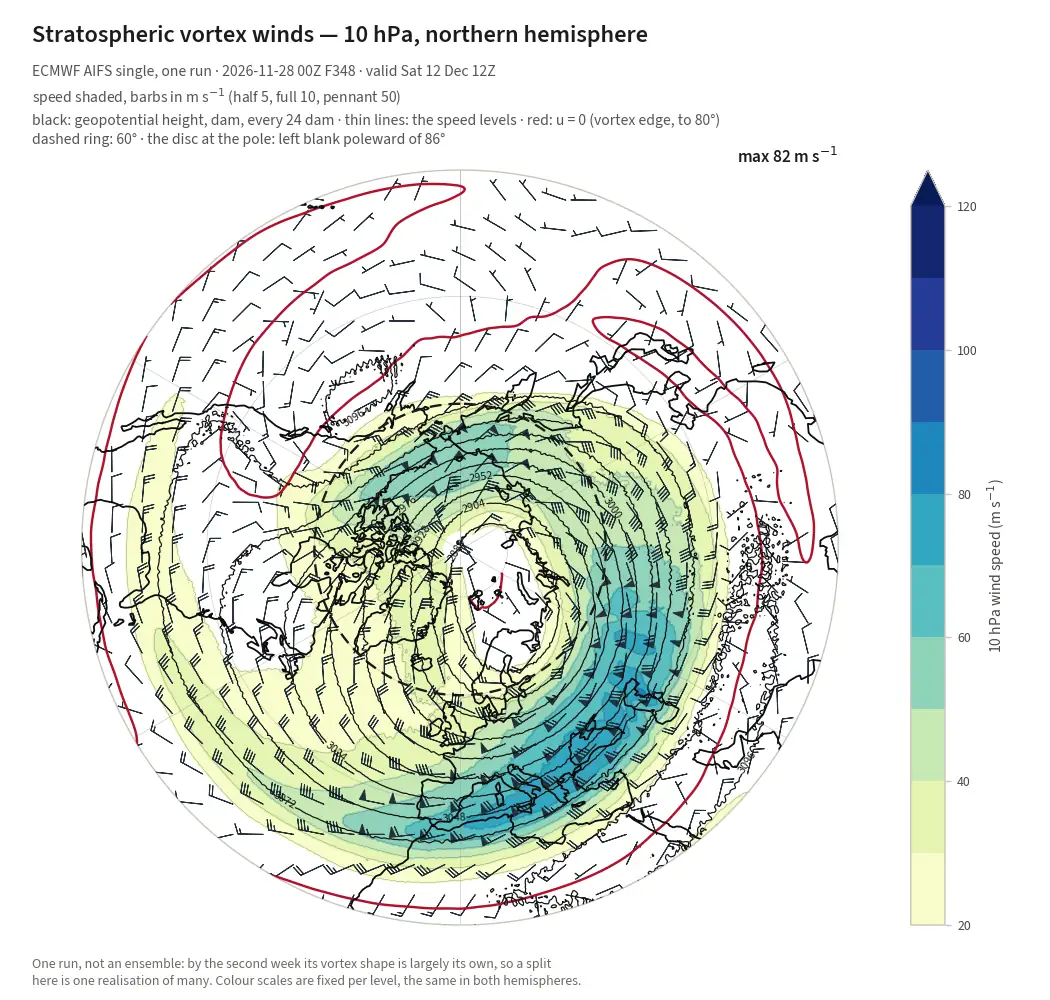 Stratospheric vortex winds — 10 hPa, northern hemisphere
ECMWF AIFS single, one run · 2026-11-28 00Z F348 · valid Sat 12 Dec 12Z
speed shaded, barbs in m s⁻¹ (half 5, full 10, pennant 50)
black: geopotential height, dam, every 24 dam · thin lines: the speed levels · red: u = 0 (vortex edge, to 80°)
dashed ring: 60° · the disc at the pole: left blank poleward of 86°
max 82 m s⁻¹
120
100
80
60
40
20
10 hPa wind speed (m s⁻¹)
2952
2904
3000
3048
One run, not an ensemble: by the second week its vortex shape is largely its own, so a split
here is one realisation of many. Colour scales are fixed per level, the same in both hemispheres.